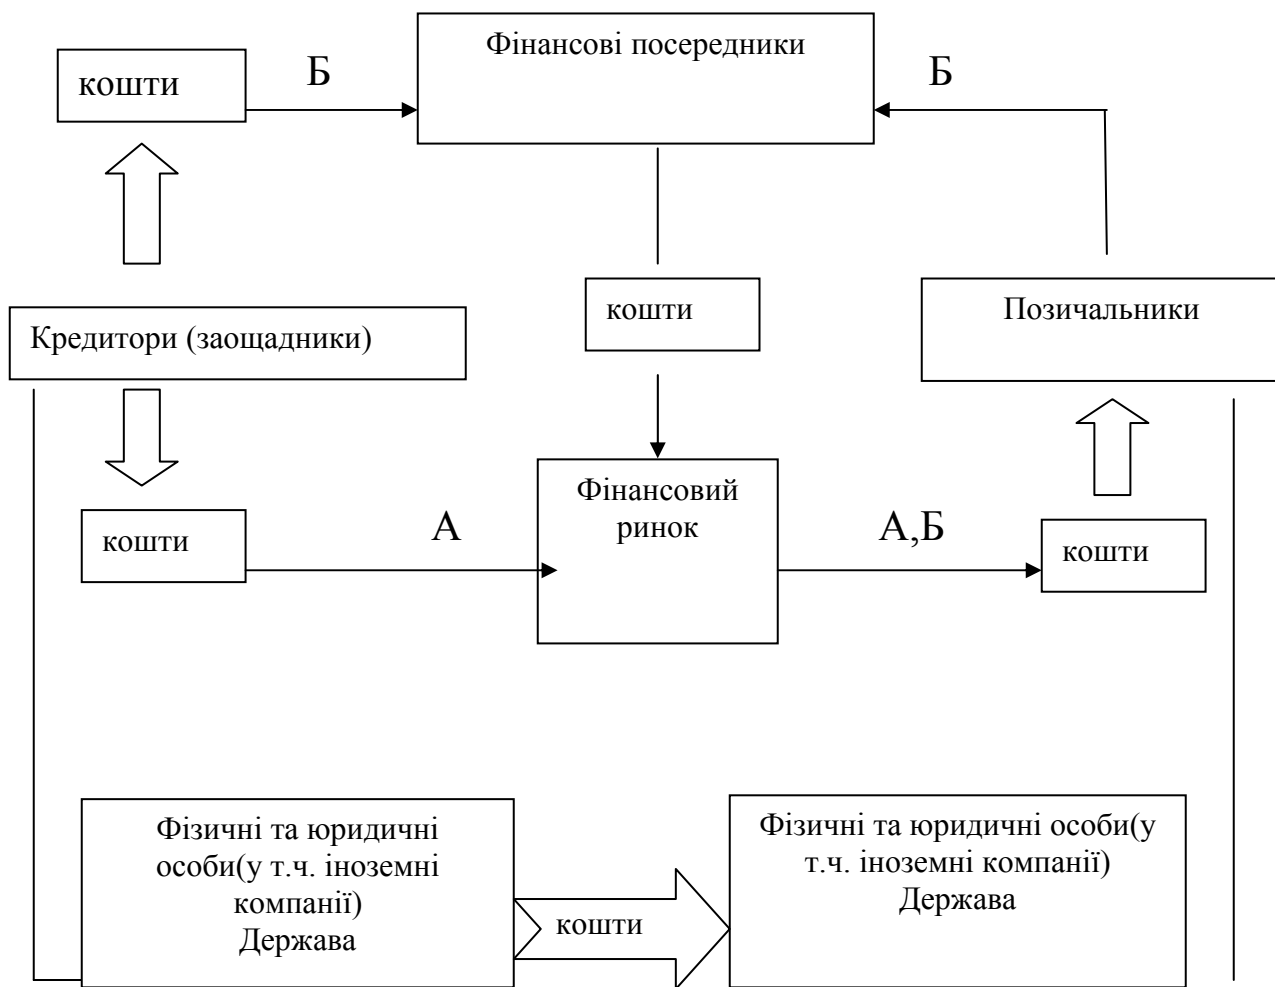 Фінансові посередники
кошти
Б
Б
кошти
Позичальники
Кредитори (заощадники)
Фінансовий
ринок
кошти
А
А,Б
кошти
Фізичні та юридичні
особи(у т.ч. іноземні
компанії)
Держава
кошти
Фізичні та юридичні особи(у
т.ч. іноземні компанії)
Держава